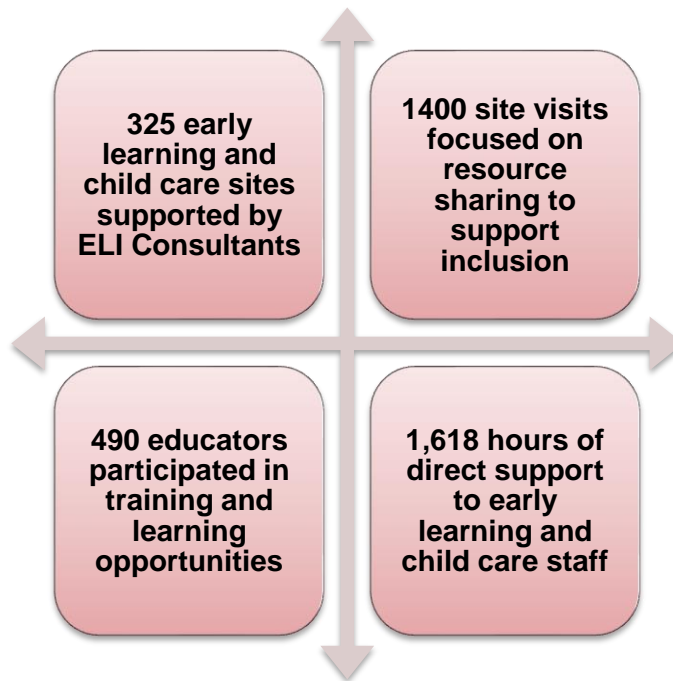 325 early
learning and
child care sites
supported by
ELI Consultants
1400 site visits
focused on
resource
sharing to
support
inclusion
490 educators
participated in
training and
learning
opportunities
1,618 hours of
direct support
to early
learning and
child care staff